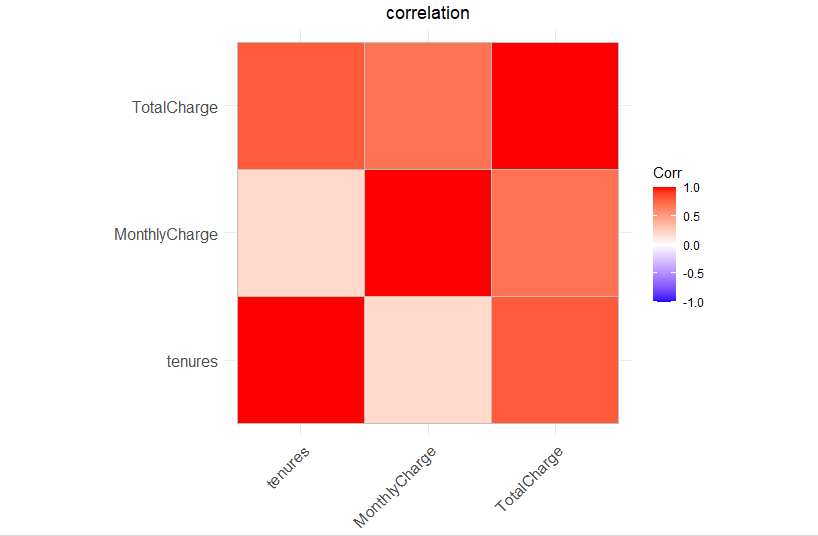 correlation
TotalCharge
MonthlyCharge
tenures
tenures
MonthlyCharge
TotalCharge
Corr
1.0
0.5
0.0
-0.5
-1.0